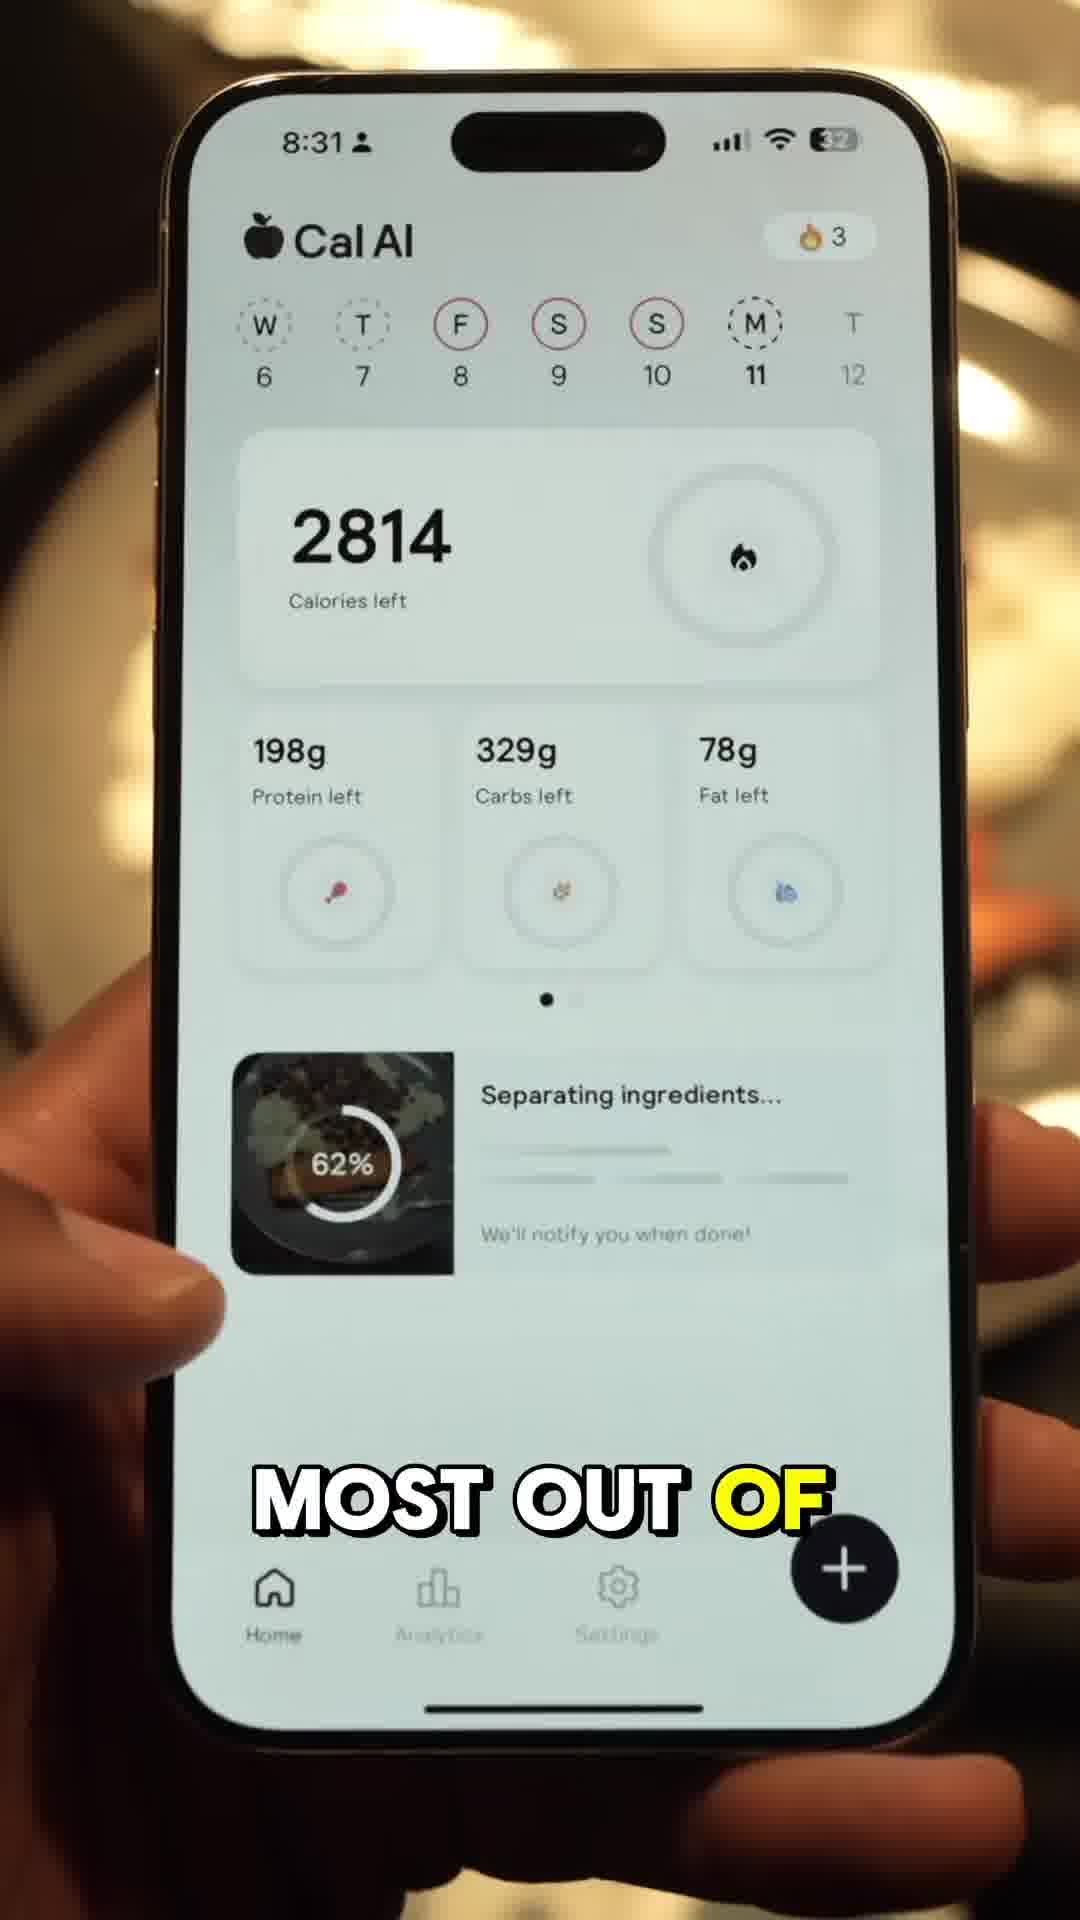 8:31
32
Cal AI
3
W T F S S M T
6 7 8 9 10 11 12
2814
Calories left
198g 329g 78g
Protein left Carbs left Fat left
Separating ingredients...
62%
We'll notify you when done!
MOST OUT OF
Home Analytics Settings